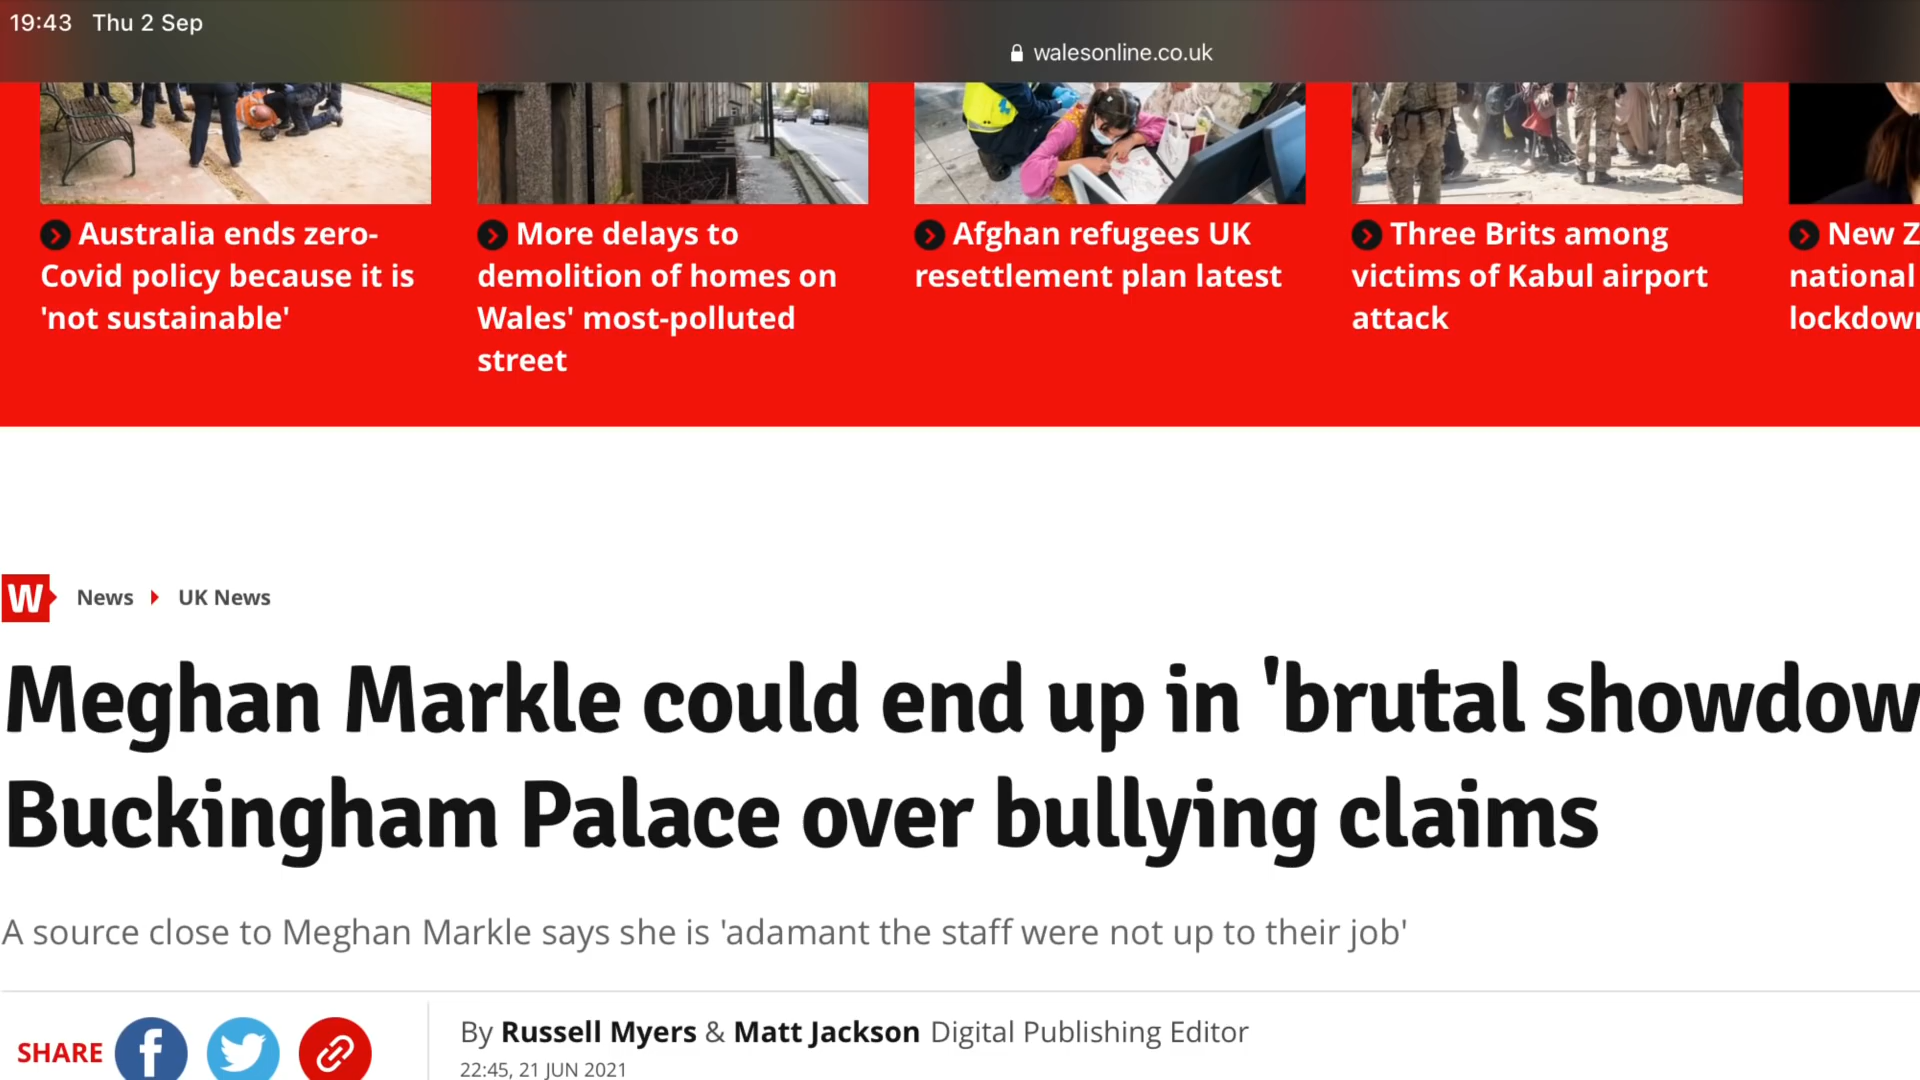 19:43 Thu 2 Sep
walesonline.co.uk
Australia ends zero-
Covid policy because it is
'not sustainable'
More delays to
demolition of homes on
Wales' most-polluted
street
Afghan refugees UK
resettlement plan latest
Three Brits among
victims of Kabul airport
attack
New Z
national
lockdown
W News UK News
Meghan Markle could end up in 'brutal showdow
Buckingham Palace over bullying claims
A source close to Meghan Markle says she is 'adamant the staff were not up to their job'
SHARE
By Russell Myers & Matt Jackson Digital Publishing Editor
22:45, 21 JUN 2021